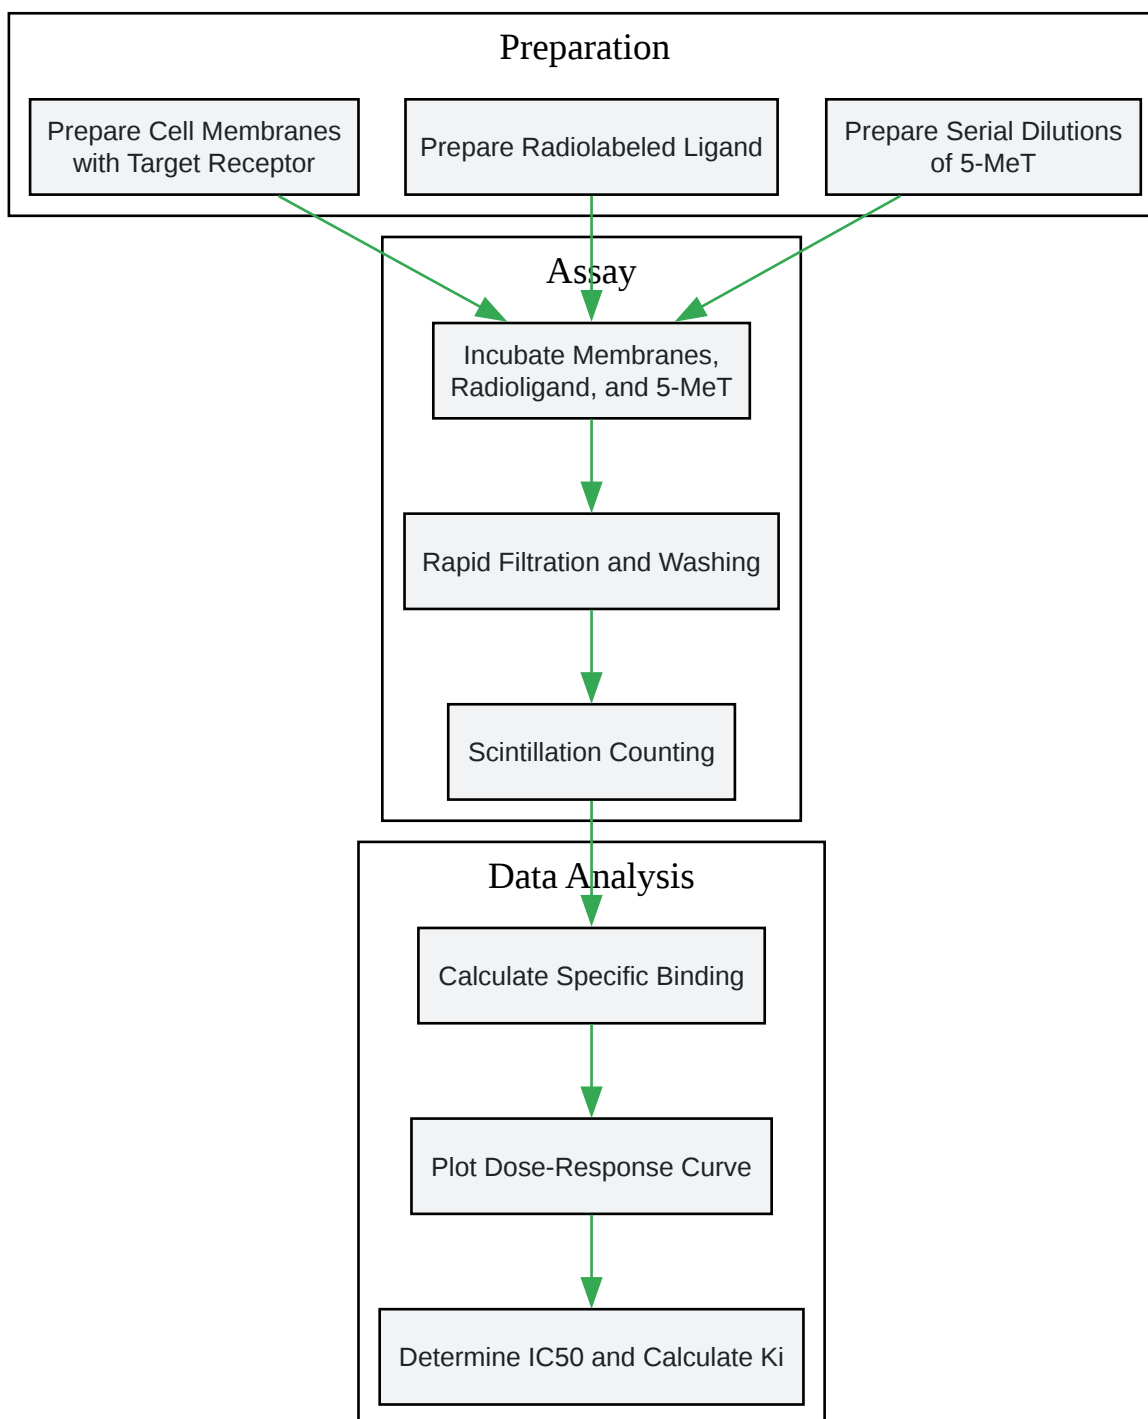 Preparation
Prepare Cell Membranes
with Target Receptor
Prepare Radiolabeled Ligand
Prepare Serial Dilutions
of 5-MeT
Assay
Incubate Membranes,
Radioligand, and 5-MeT
Rapid Filtration and Washing
Scintillation Counting
Data Analysis
Calculate Specific Binding
Plot Dose-Response Curve
Determine IC50 and Calculate Ki